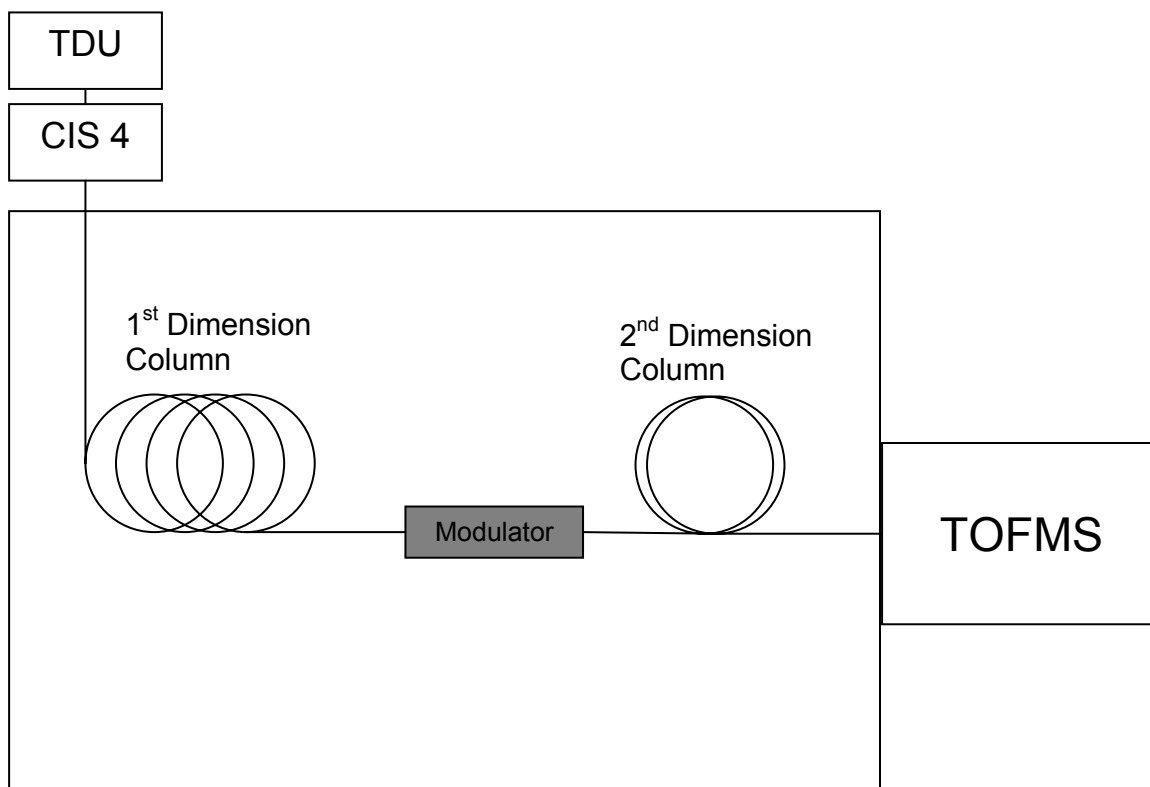 TDU
CIS 4
1st Dimension
Column
2nd Dimension
Column
Modulator
TOFMS